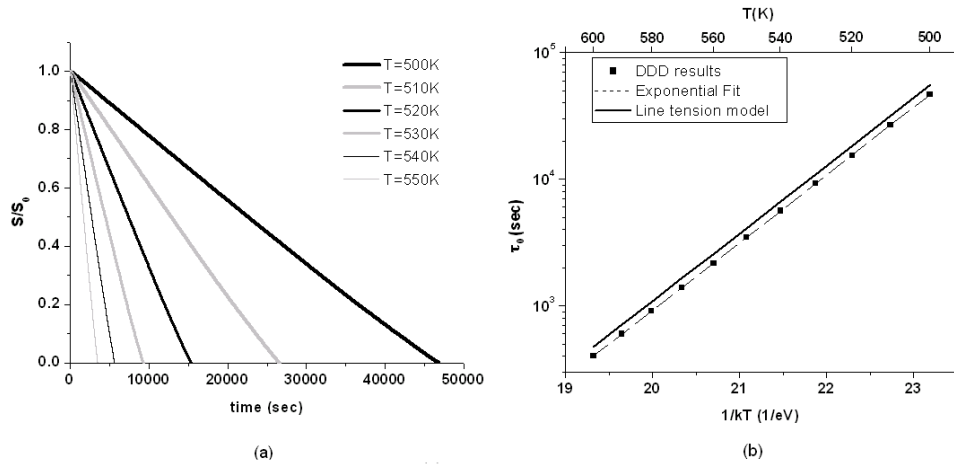 1.0
0.8
0.6
0.4
0.2
0.0
S/S₀
0 10000 20000 30000 40000 50000
time (sec)
T=500K
T=510K
T=520K
T=530K
T=540K
T=550K
(a)
T(K)
600 580 560 540 520 500
10⁵
10⁴
10³
τ₀ (sec)
DDD results
Exponential Fit
Line tension model
19 20 21 22 23
1/kT (1/eV)
(b)